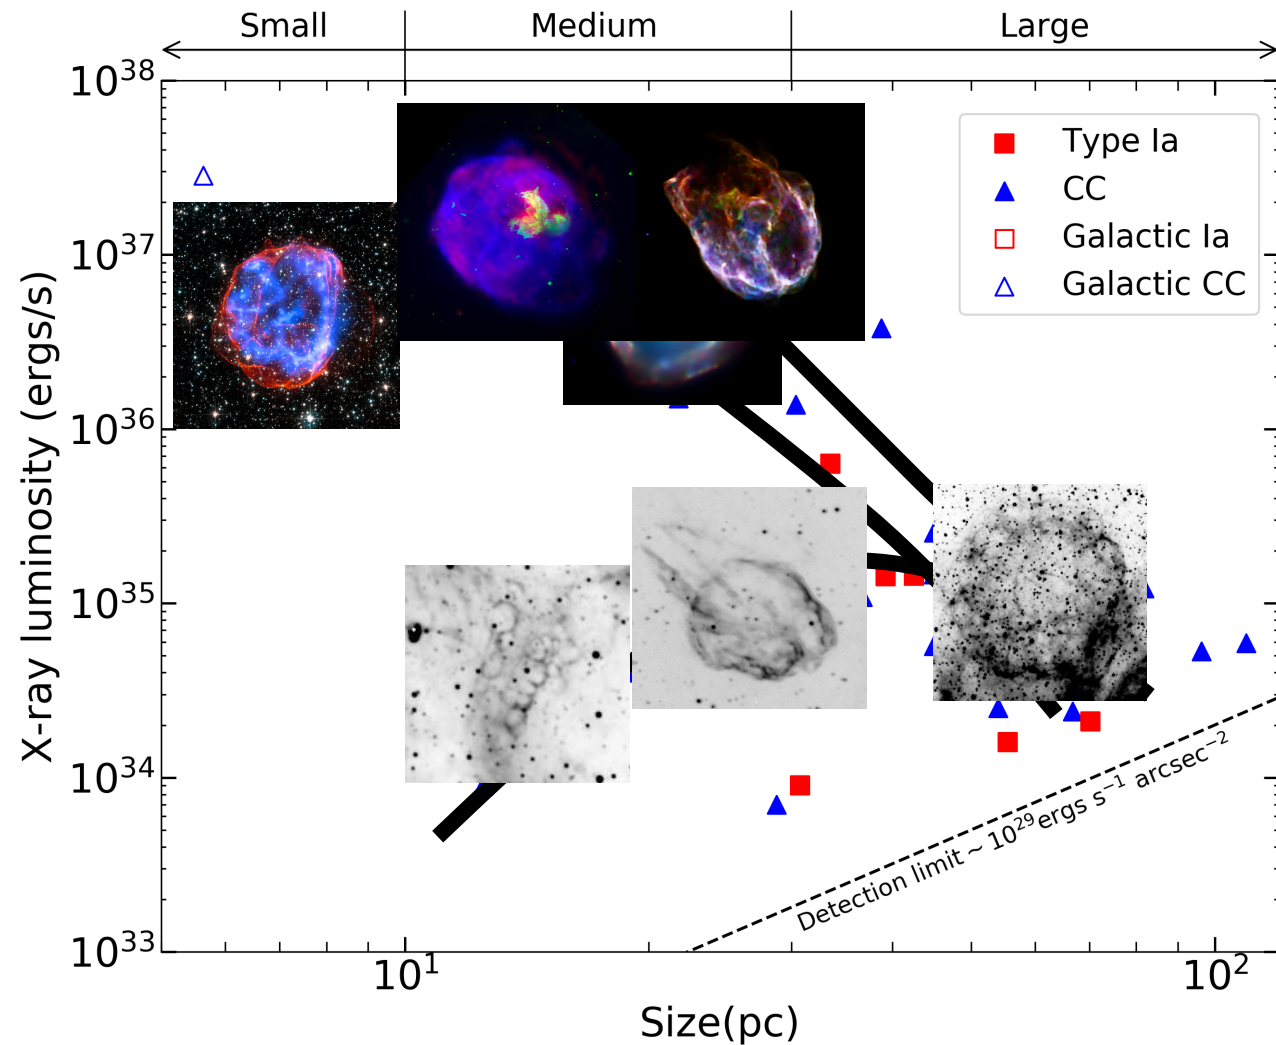 Small Medium Large
10^38
10^37
10^36
10^35
10^34
10^33
X-ray luminosity (ergs/s)
Type Ia
CC
Galactic Ia
Galactic CC
Detection limit ~ 10^29 ergs s^−1 arcsec^−2
10^1 10^2
Size(pc)